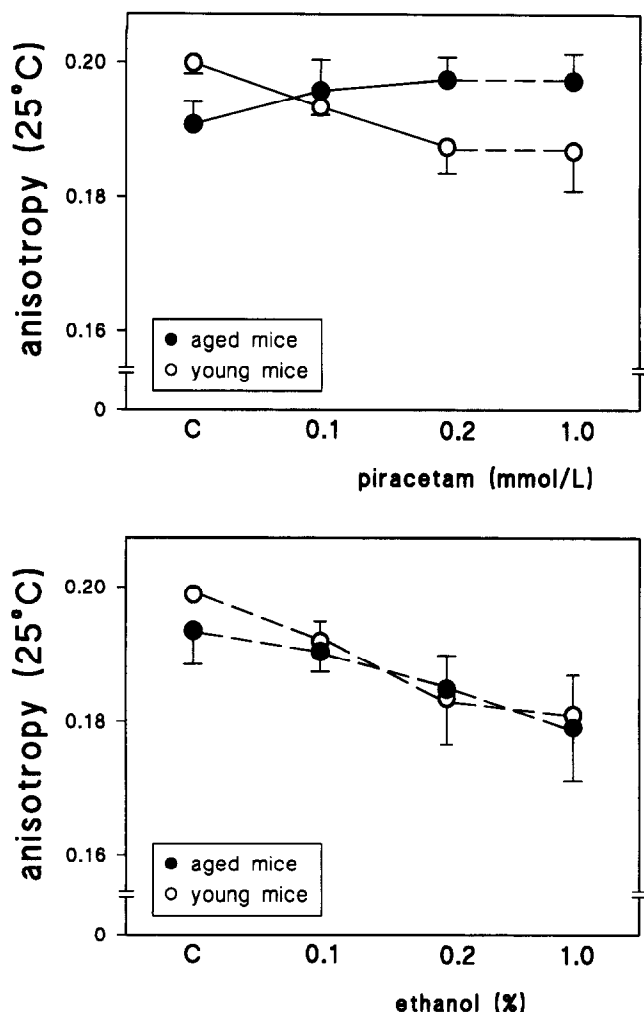 anisotropy (25°C)
0.20
0.18
0.16
0
● aged mice
○ young mice
C 0.1 0.2 1.0
piracetam (mmol/L)
anisotropy (25°C)
0.20
0.18
0.16
0
● aged mice
○ young mice
C 0.1 0.2 1.0
ethanol (%)